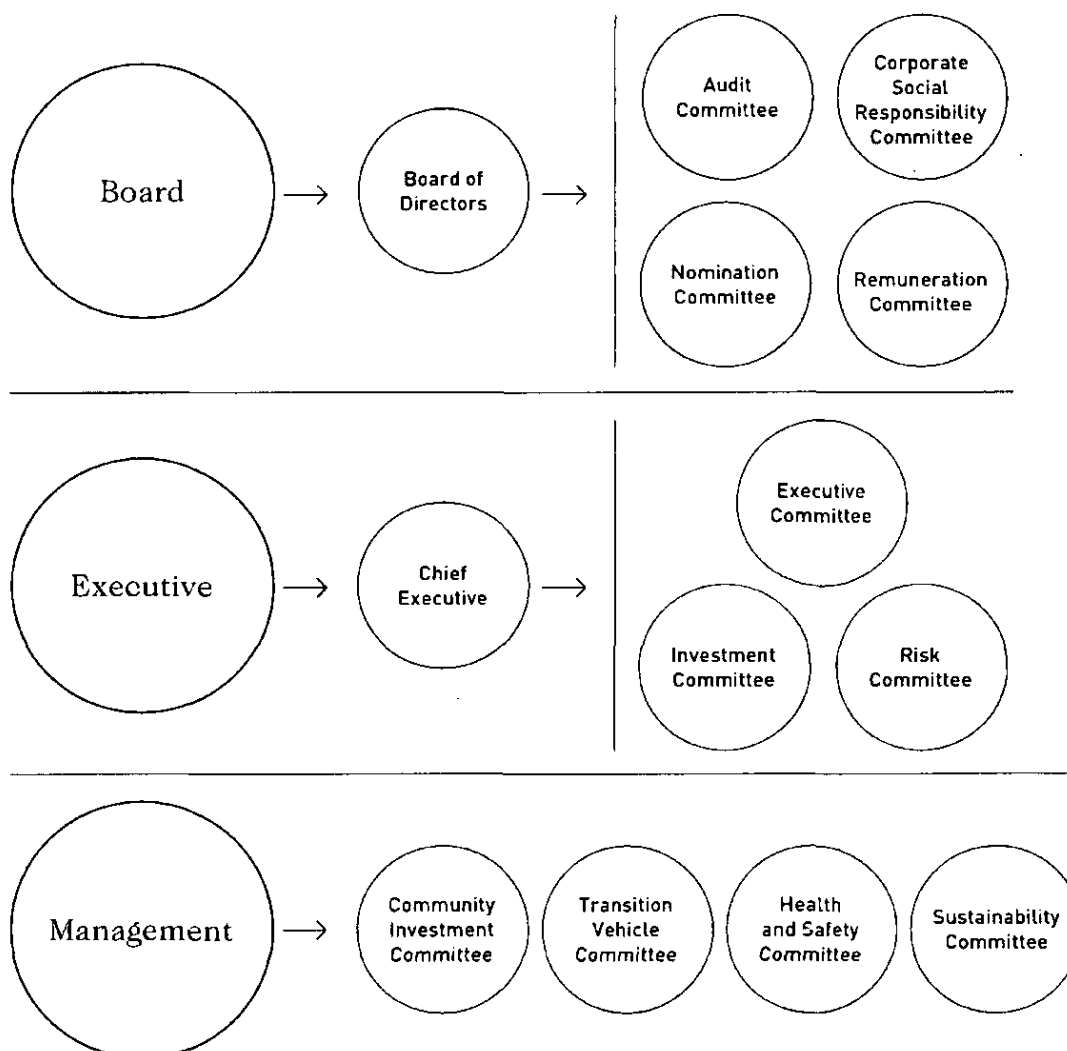 Board
Board of
Directors
Audit
Committee
Corporate
Social
Responsibility
Committee
Nomination
Committee
Remuneration
Committee
Executive
Chief
Executive
Executive
Committee
Investment
Committee
Risk
Committee
Management
Community
Investment
Committee
Transition
Vehicle
Committee
Health
and Safety
Committee
Sustainability
Committee